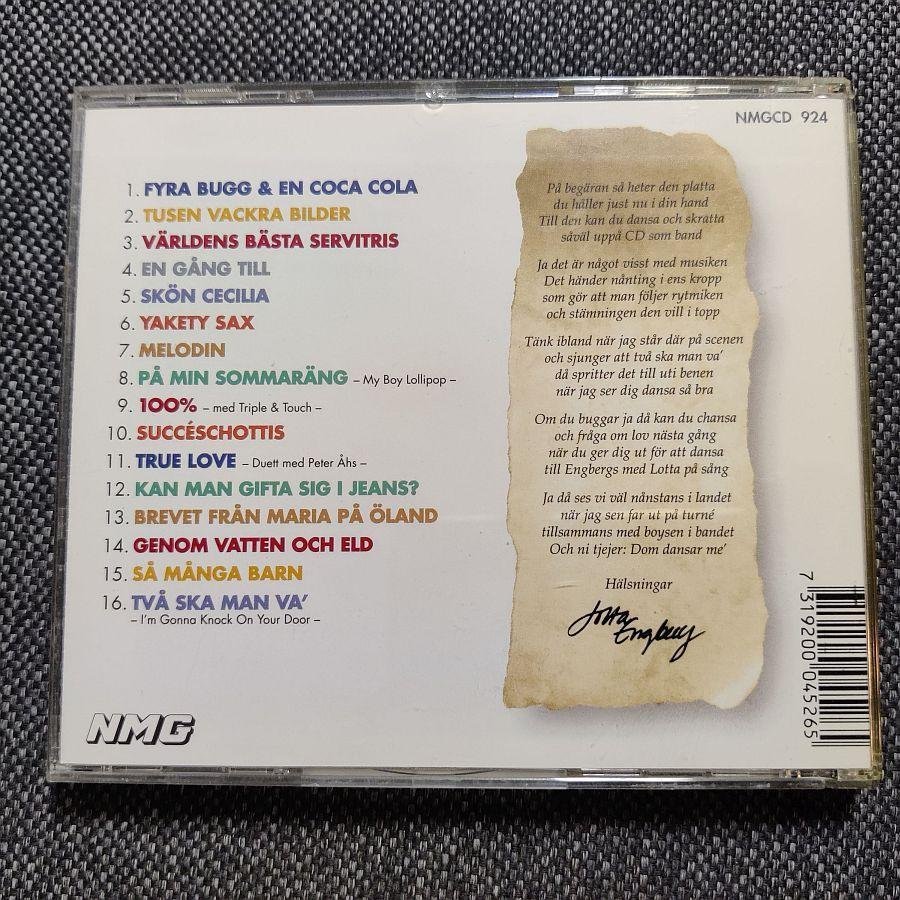 NMGCD 924
1. FYRA BUGG & EN COCA COLA
2. TUSEN VACKRA BILDER
3. VÄRLDENS BÄSTA SERVITRIS
4. EN GÅNG TILL
5. SKÖN CECILIA
6. YAKETY SAX
7. MELODIN
8. PÅ MIN SOMMARÄNG – My Boy Lollipop –
9. 100% – med Triple & Touch –
10. SUCCÉSCHOTTIS
11. TRUE LOVE – Duett med Peter Åhs –
12. KAN MAN GIFTA SIG I JEANS?
13. BREVET FRÅN MARIA PÅ ÖLAND
14. GENOM VATTEN OCH ELD
15. SÅ MÅNGA BARN
16. TVÅ SKA MAN VA'
– I'm Gonna Knock On Your Door –
NMG
På begäran så heter den platta
du håller just nu i din hand
Till den kan du dansa och skratta
såväl uppå CD som band
Ja det är något visst med musiken
Det händer nånting i ens kropp
som gör att man följer rytmiken
och stämningen den vill i topp
Tänk ibland när jag står där på scenen
och sjunger att två ska man va'
då spritter det till uti benen
när jag ser dig dansa så bra
Om du buggar ja då kan du chansa
och fråga om lov nästa gång
när du ger dig ut för att dansa
till Engbergs med Lotta på sång
Ja då ses vi väl nånstans i landet
när jag sen far ut på turné
tillsammans med boysen i bandet
Och ni tjejer: Dom dansar me'
Hälsningar
Lotta
Engberg
7 319200 045265